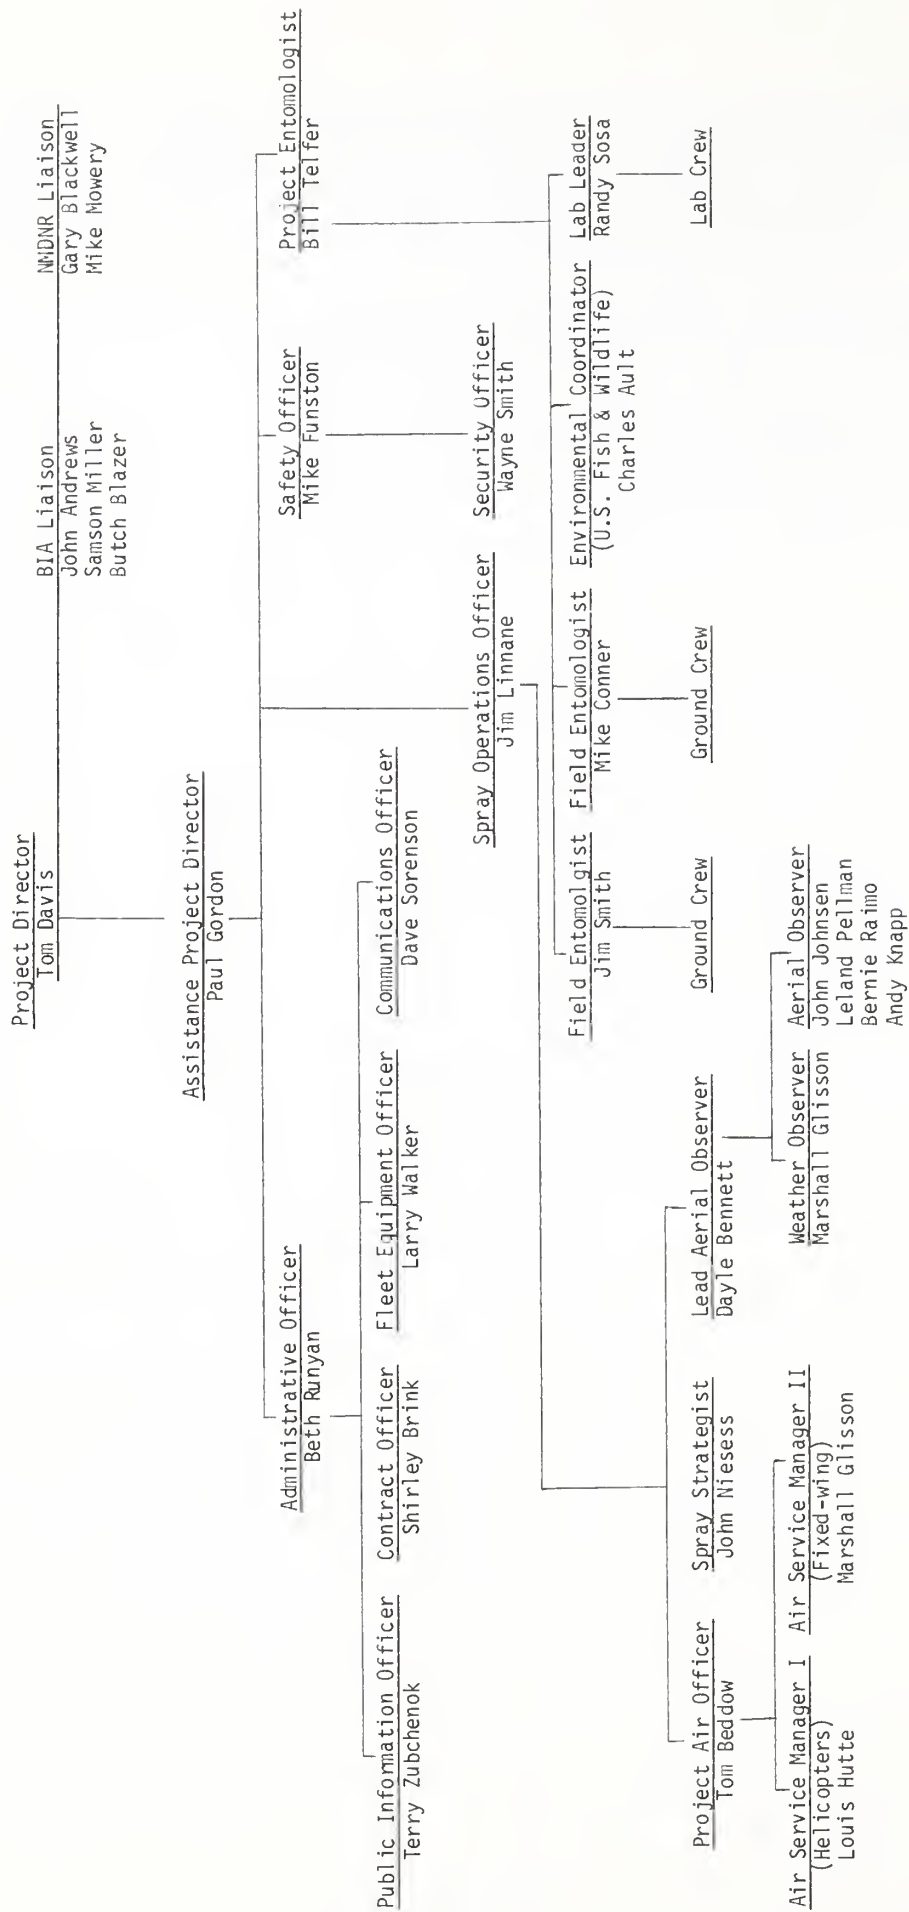 Project Director
Tom Davis
BIA Liaison
John Andrews
Samson Miller
Butch Blazer
NMDNR Liaison
Gary Blackwell
Mike Mowery
Assistance Project Director
Paul Gordon
Administrative Officer
Beth Runyan
Safety Officer
Mike Funston
Project Entomologist
Bill Telfer
Public Information Officer
Terry Zubchenok
Contract Officer
Shirley Brink
Fleet Equipment Officer
Larry Walker
Communications Officer
Dave Sorenson
Spray Operations Officer
Jim Linnane
Security Officer
Wayne Smith
Field Entomolgist
Jim Smith
Field Entomologist
Mike Conner
Environmental Coordinator
(U.S. Fish & Wildlife)
Charles Ault
Lab Leader
Randy Sosa
Project Air Officer
Tom Beddow
Spray Strategist
John Niesess
Lead Aerial Observer
Dayle Bennett
Ground Crew
Ground Crew
Lab Crew
Air Service Manager I
(Helicopters)
Louis Hutte
Air Service Manager II
(Fixed-wing)
Marshall Glisson
Weather Observer
Marshall Glisson
Aerial Observer
John Johnsen
Leland Pellman
Bernie Raimo
Andy Knapp